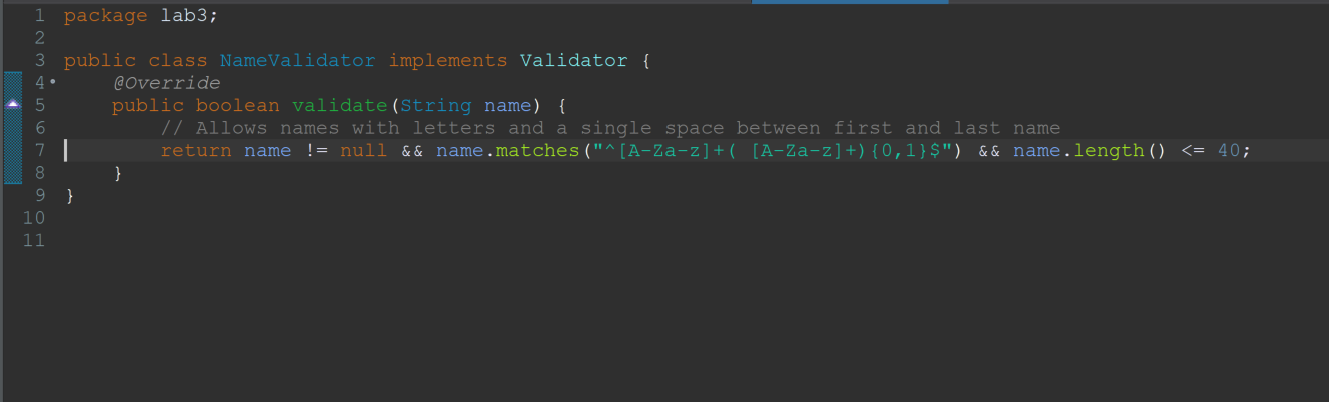 1 package lab3;
2
3 public class NameValidator implements Validator {
4 @Override
5 public boolean validate(String name) {
6 // Allows names with letters and a single space between first and last name
7 return name != null && name.matches("^[A-Za-z]+( [A-Za-z]+){0,1}$") && name.length() <= 40;
8 }
9 }
10
11